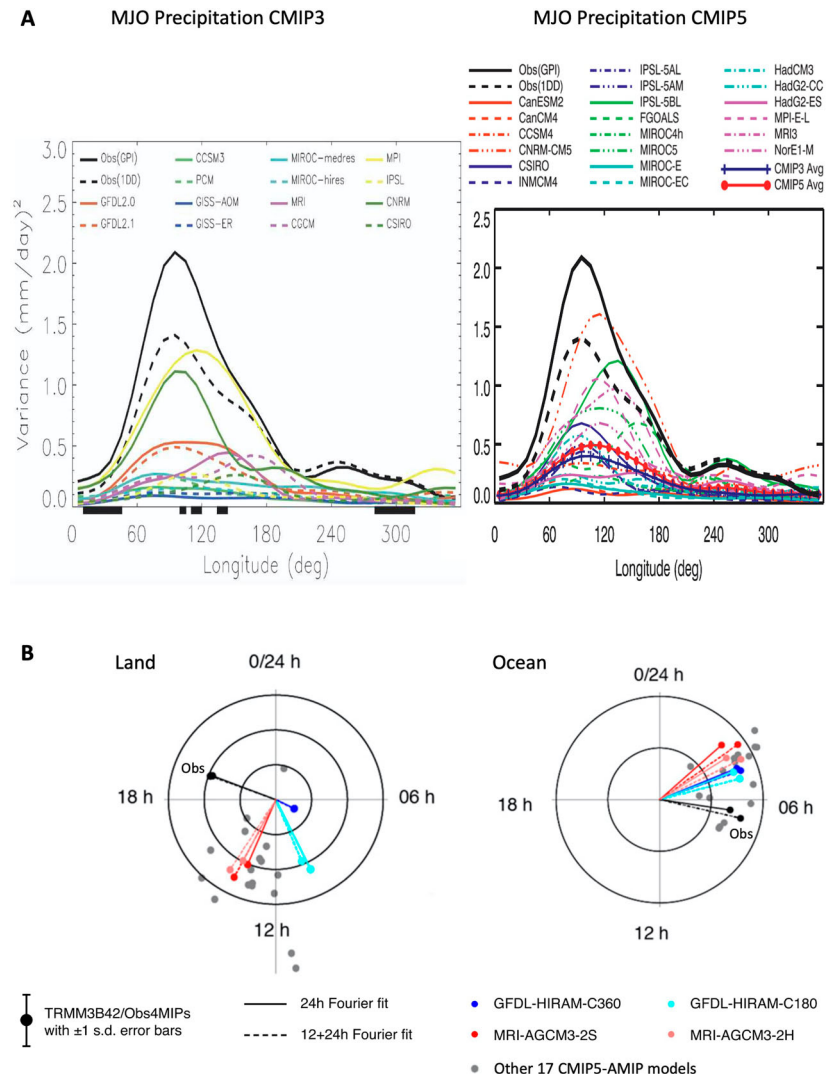 A
MJO Precipitation CMIP3
MJO Precipitation CMIP5
Obs(GPI)
Obs(1DD)
CanESM2
CanCM4
CCSM4
CNRM-CM5
CSIRO
INMCM4
IPSL-5AL
IPSL-5AM
IPSL-5BL
FGOALS
MIROC4h
MIROC5
MIROC-E
MIROC-EC
HadCM3
HadG2-CC
HadG2-ES
MPI-E-L
MRI3
NorE1-M
CMIP3 Avg
CMIP5 Avg
Obs(GPI)
Obs(1DD)
GFDL2.0
GFDL2.1
CCSM3
PCM
GISS-AOM
GISS-ER
MIROC-medres
MIROC-hires
MRI
CGCM
MPI
IPSL
CNRM
CSIRO
Variance (mm/day)²
3.0
2.5
2.0
1.5
1.0
0.5
0.0
0
60
120
180
240
300
Longitude (deg)
2.5
2.0
1.5
1.0
0.5
0.0
0
60
120
180
240
300
Longitude (deg)
B
Land
0/24 h
Obs
18 h
06 h
12 h
Ocean
0/24 h
18 h
06 h
Obs
12 h
TRMM3B42/Obs4MIPs
with ±1 s.d. error bars
24h Fourier fit
12+24h Fourier fit
GFDL-HIRAM-C360
GFDL-HIRAM-C180
MRI-AGCM3-2S
MRI-AGCM3-2H
Other 17 CMIP5-AMIP models